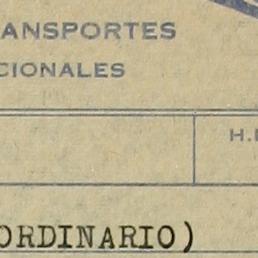 ANSPORTES
CIONALES
H.
ORDINARIO)